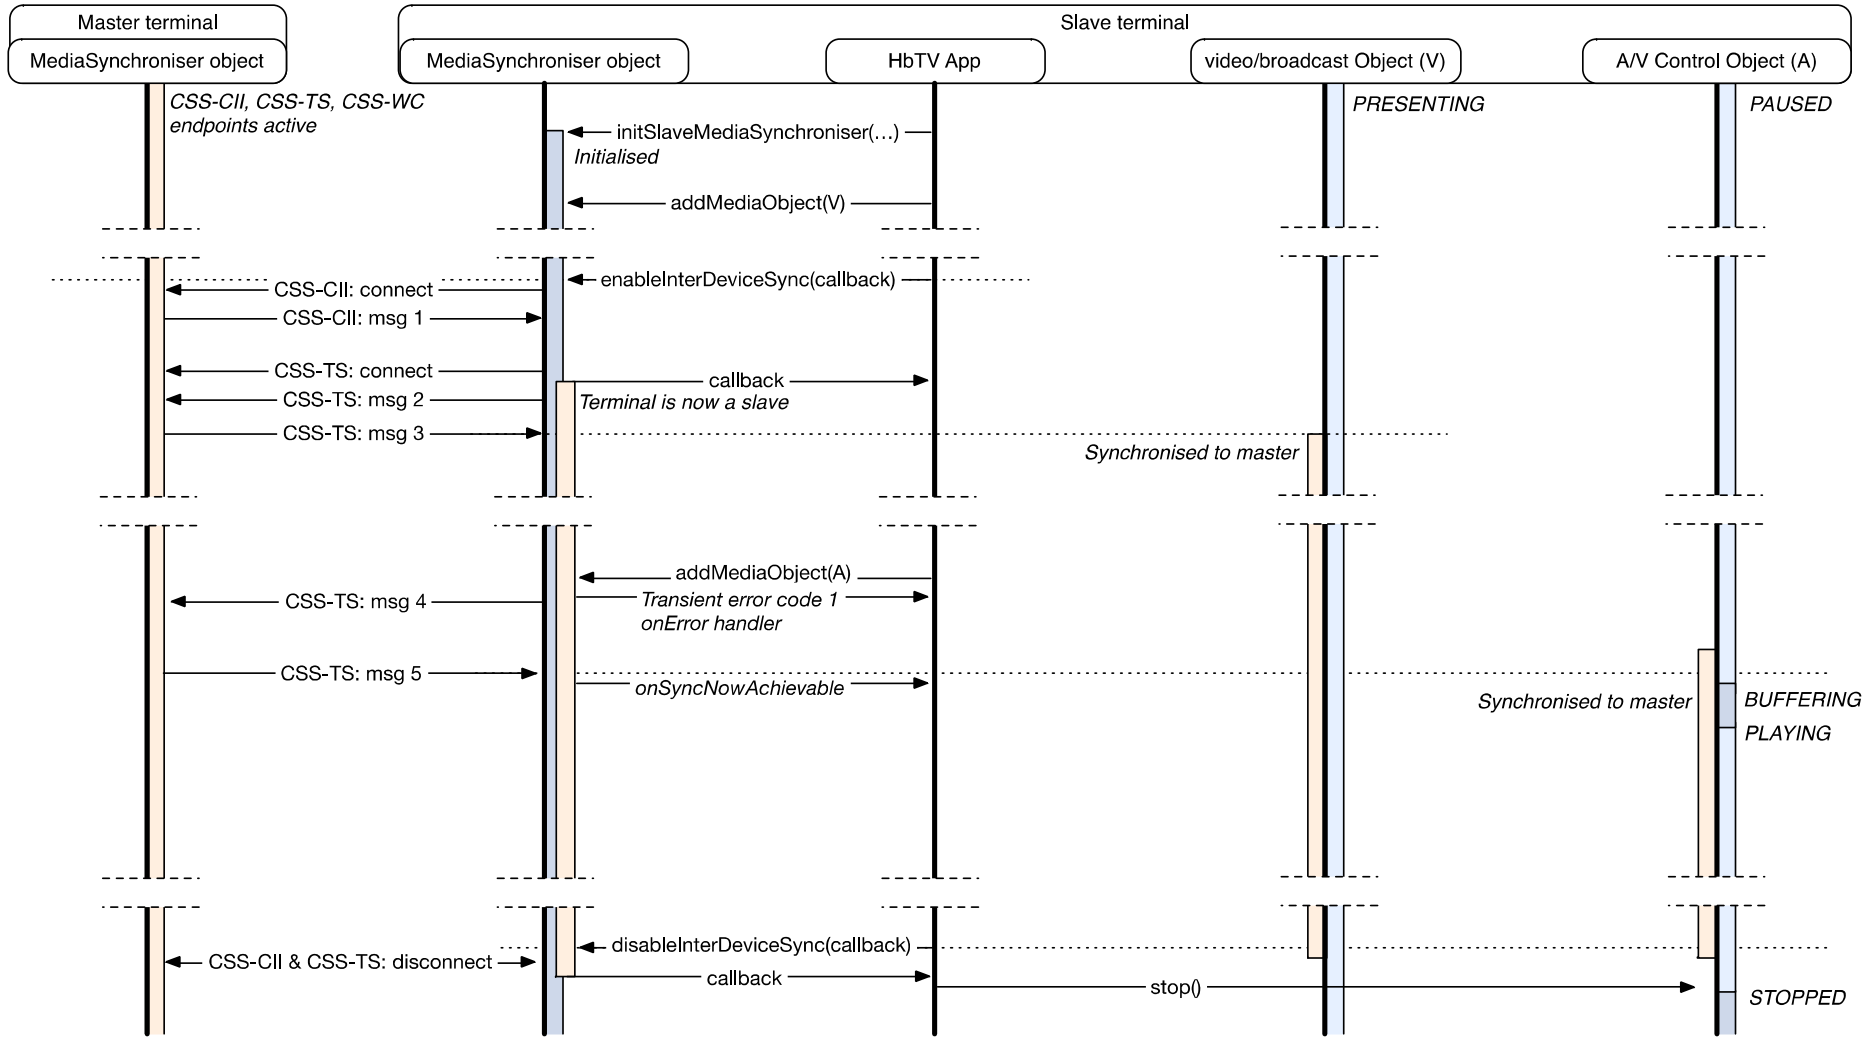 Master terminal
Slave terminal
MediaSynchroniser object
MediaSynchroniser object
HbTV App
video/broadcast Object (V)
A/V Control Object (A)
CSS-CII, CSS-TS, CSS-WC
endpoints active
PRESENTING
PAUSED
initSlaveMediaSynchroniser(…)
Initialised
addMediaObject(V)
enableInterDeviceSync(callback)
CSS-CII: connect
CSS-CII: msg 1
CSS-TS: connect
callback
CSS-TS: msg 2
Terminal is now a slave
CSS-TS: msg 3
Synchronised to master
addMediaObject(A)
CSS-TS: msg 4
Transient error code 1
onError handler
CSS-TS: msg 5
onSyncNowAchievable
Synchronised to master
BUFFERING
PLAYING
disableInterDeviceSync(callback)
CSS-CII & CSS-TS: disconnect
callback
stop()
STOPPED